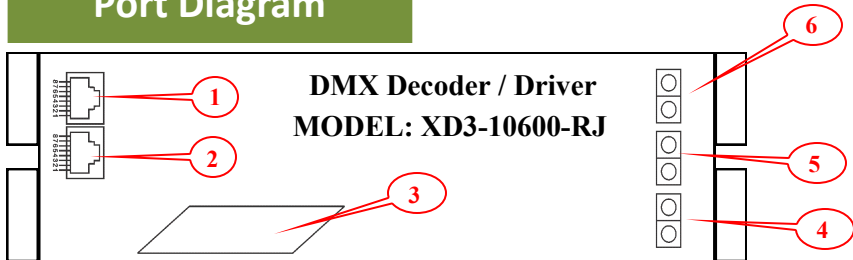 Port Diagram
6
DMX Decoder / Driver
MODEL: XD3-10600-RJ
87654321
1
87654321
2
5
3
4